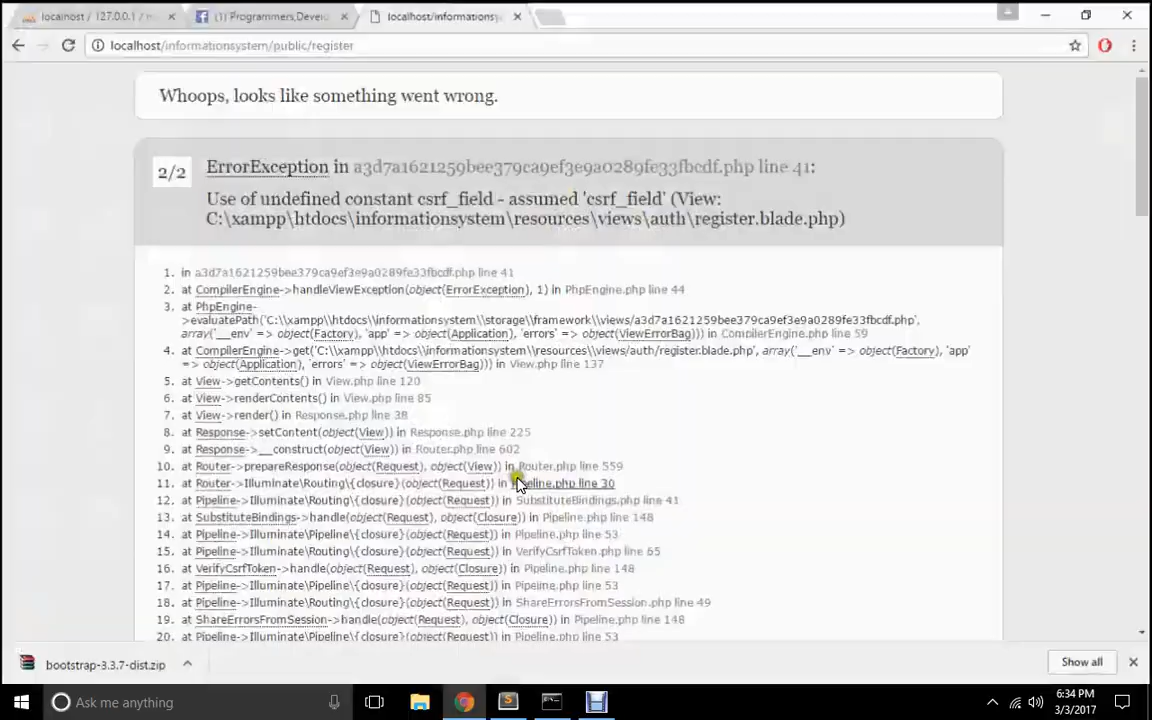 localhost / 127.0.0.1 / m
(1) Programmers,Develo
localhost/informationsy
localhost/informationsystem/public/register
Whoops, looks like something went wrong.
2/2
ErrorException in a3d7a1621259bee379ca9ef3e9a0289fe33fbcdf.php line 41:
Use of undefined constant csrf_field - assumed 'csrf_field' (View:
C:\xampp\htdocs\informationsystem\resources\views\auth\register.blade.php)
1. in a3d7a1621259bee379ca9ef3e9a0289fe33fbcdf.php line 41
2. at CompilerEngine->handleViewException(object(ErrorException), 1) in PhpEngine.php line 44
3. at PhpEngine-
>evaluatePath('C:\\xampp\\htdocs\\informationsystem\\storage\\framework\\views/a3d7a1621259bee379ca9ef3e9a0289fe33fbcdf.php',
array('__env' => object(Factory), 'app' => object(Application), 'errors' => object(ViewErrorBag))) in CompilerEngine.php line 59
4. at CompilerEngine->get('C:\\xampp\\htdocs\\informationsystem\\resources\\views/auth/register.blade.php', array('__env' => object(Factory), 'app'
=> object(Application), 'errors' => object(ViewErrorBag))) in View.php line 137
5. at View->getContents() in View.php line 120
6. at View->renderContents() in View.php line 85
7. at View->render() in Response.php line 38
8. at Response->setContent(object(View)) in Response.php line 225
9. at Response->__construct(object(View)) in Router.php line 602
10. at Router->prepareResponse(object(Request), object(View)) in Router.php line 559
11. at Router->Illuminate\Routing\{closure}(object(Request)) in Pipeline.php line 30
12. at Pipeline->Illuminate\Routing\{closure}(object(Request)) in SubstituteBindings.php line 41
13. at SubstituteBindings->handle(object(Request), object(Closure)) in Pipeline.php line 148
14. at Pipeline->Illuminate\Pipeline\{closure}(object(Request)) in Pipeline.php line 53
15. at Pipeline->Illuminate\Routing\{closure}(object(Request)) in VerifyCsrfToken.php line 65
16. at VerifyCsrfToken->handle(object(Request), object(Closure)) in Pipeline.php line 148
17. at Pipeline->Illuminate\Pipeline\{closure}(object(Request)) in Pipeline.php line 53
18. at Pipeline->Illuminate\Routing\{closure}(object(Request)) in ShareErrorsFromSession.php line 49
19. at ShareErrorsFromSession->handle(object(Request), object(Closure)) in Pipeline.php line 148
20. at Pipeline->Illuminate\Pipeline\{closure}(object(Request)) in Pipeline.php line 53
bootstrap-3.3.7-dist.zip
Show all
Ask me anything
6:34 PM
3/3/2017